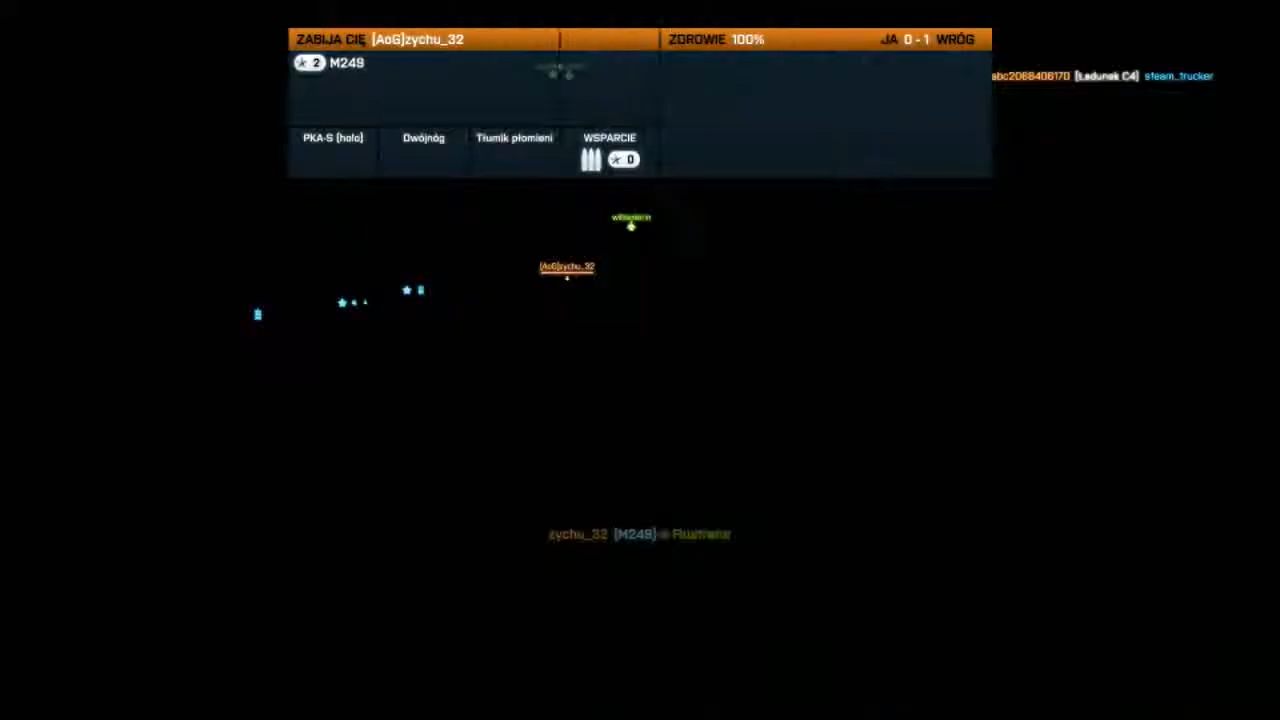 ZABIJA CIĘ [AoG]zychu_32 ZDROWIE 100% JA 0 - 1 WRÓG
2 M249
abc2066406170 [Ładunek C4] steam_trucker
PKA-S (holo) Dwójnóg Tłumik płomieni WSPARCIE
0
[AoG]zychu_32
zychu_32 [M249]